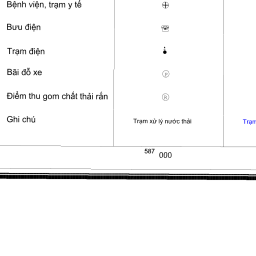 Bệnh viện, trạm y tế
Bưu điện
Trạm điện
Bãi đỗ xe
Điểm thu gom chất thải rắn
Ghi chú Trạm xử lý nước thải Trạm
587 000